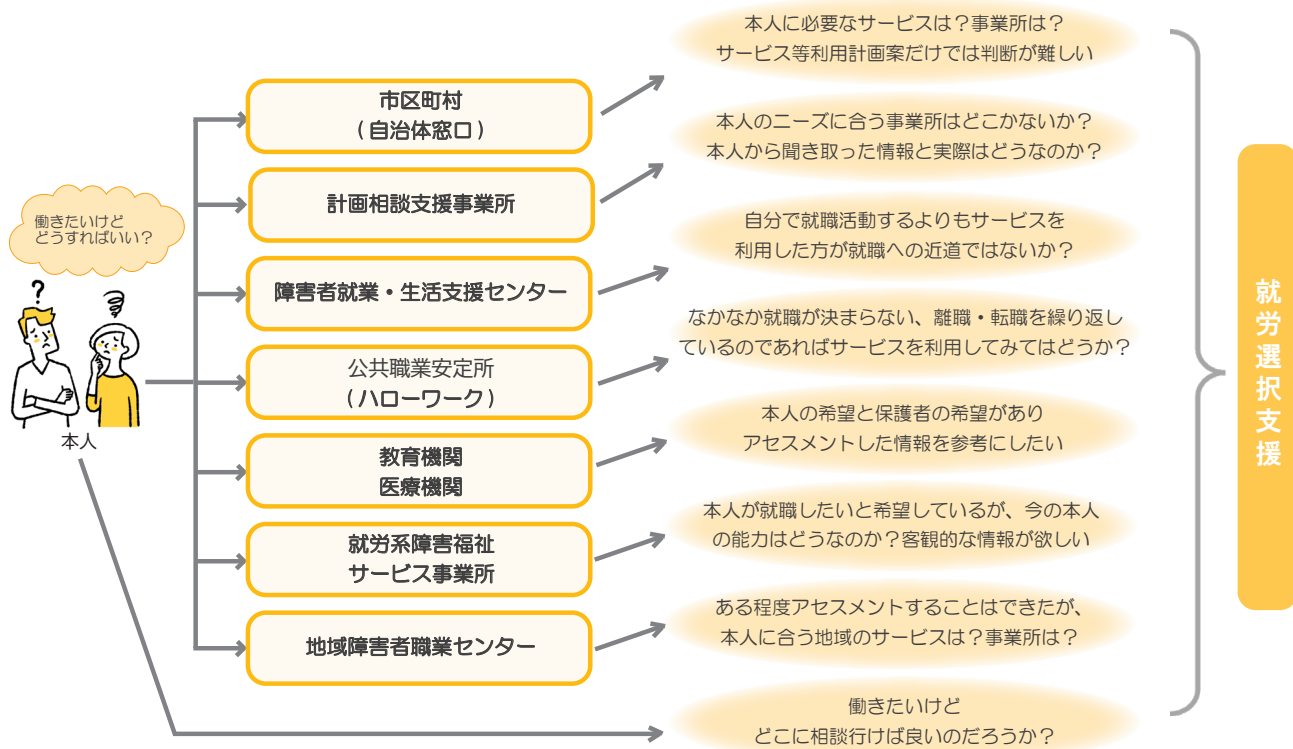 働きたいけど
どうすればいい？
?
本人
市区町村
（自治体窓口）
計画相談支援事業所
障害者就業・生活支援センター
公共職業安定所
（ハローワーク）
教育機関
医療機関
就労系障害福祉
サービス事業所
地域障害者職業センター
本人に必要なサービスは？事業所は？
サービス等利用計画案だけでは判断が難しい
本人のニーズに合う事業所はどこかないか？
本人から聞き取った情報と実際はどうなのか？
自分で就職活動するよりもサービスを
利用した方が就職への近道ではないか？
なかなか就職が決まらない、離職・転職を繰り返し
ているのであればサービスを利用してみてはどうか？
本人の希望と保護者の希望があり
アセスメントした情報を参考にしたい
本人が就職したいと希望しているが、今の本人
の能力はどうなのか？客観的な情報が欲しい
ある程度アセスメントすることはできたが、
本人に合う地域のサービスは？事業所は？
働きたいけど
どこに相談行けば良いのだろうか？
就労選択支援